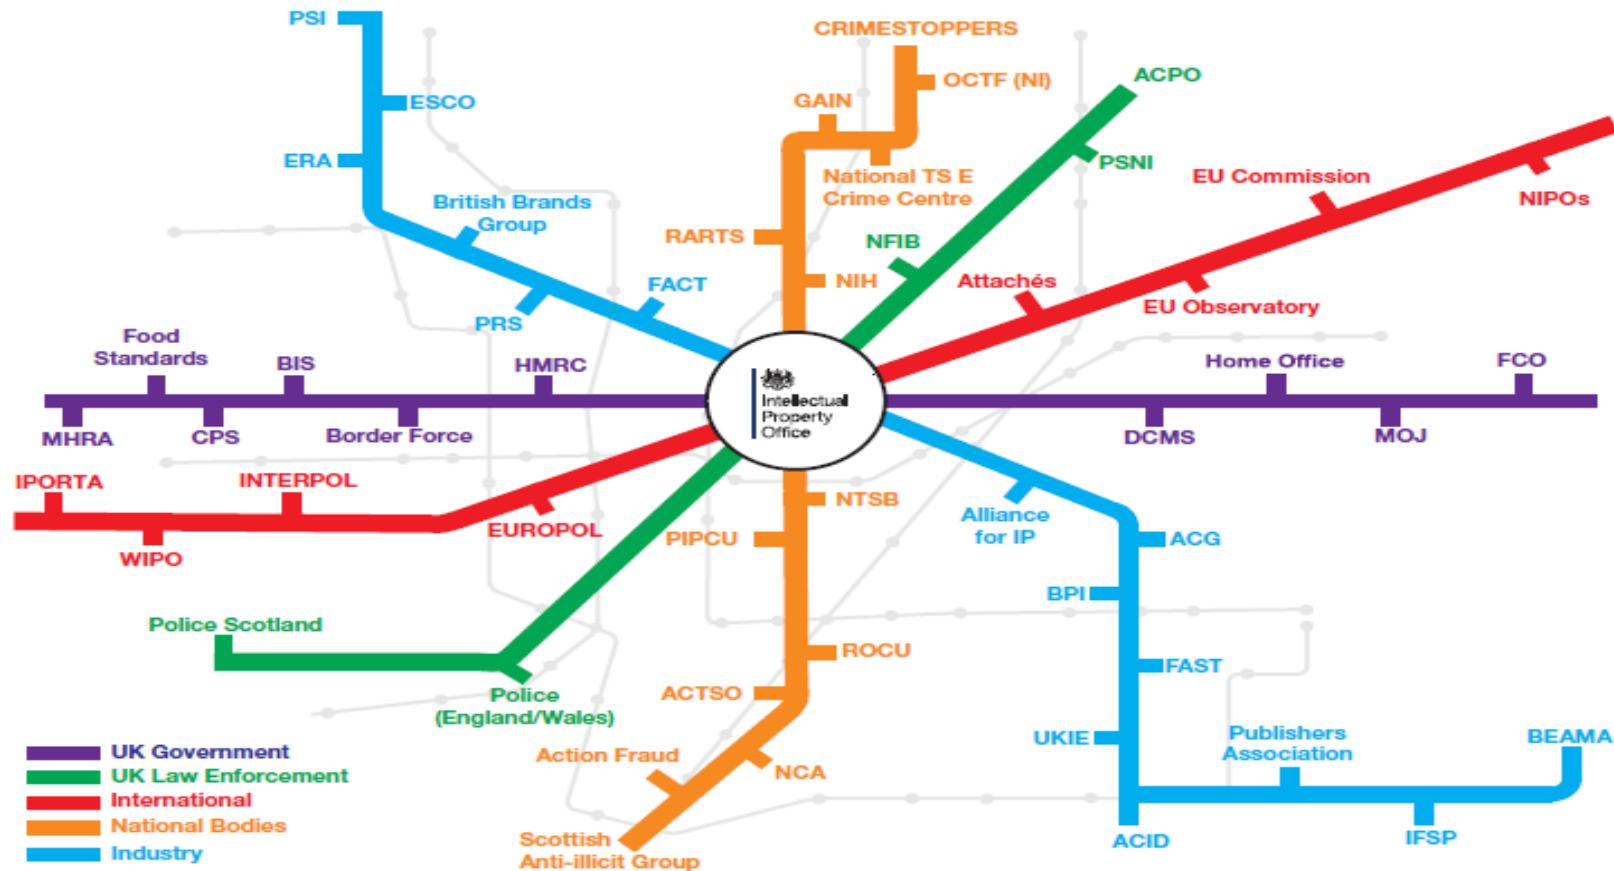 PSI
CRIMESTOPPERS
ESCO
OCTF (NI)
ACPO
GAIN
ERA
PSNI
National TS E
Crime Centre
EU Commission
NIPOs
British Brands
Group
RARTS
NFIB
NIH
Attachés
FACT
EU Observatory
PRS
Food
Standards
BIS
HMRC
Home Office
FCO
Intellectual
Property
Office
MHRA
CPS
Border Force
DCMS
MOJ
IPORTA
INTERPOL
NTSB
EUROPOL
Alliance
for IP
PIPCU
ACG
WIPO
BPI
Police Scotland
ROCU
FAST
ACTSO
Police
(England/Wales)
UKIE
Publishers
Association
BEAMA
Action Fraud
NCA
UK Government
UK Law Enforcement
International
National Bodies
Industry
Scottish
Anti-illicit Group
ACID
IFSP